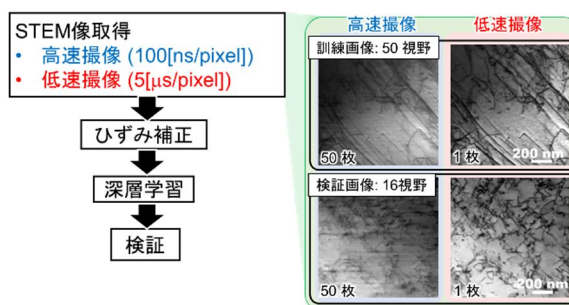 STEM像取得
• 高速撮像 (100[ns/pixel])
• 低速撮像 (5[μs/pixel])
ひずみ補正
深層学習
検証
高速撮像
低速撮像
訓練画像: 50 視野
50 枚
1 枚
200 nm
検証画像: 16視野
50 枚
1 枚
200 nm